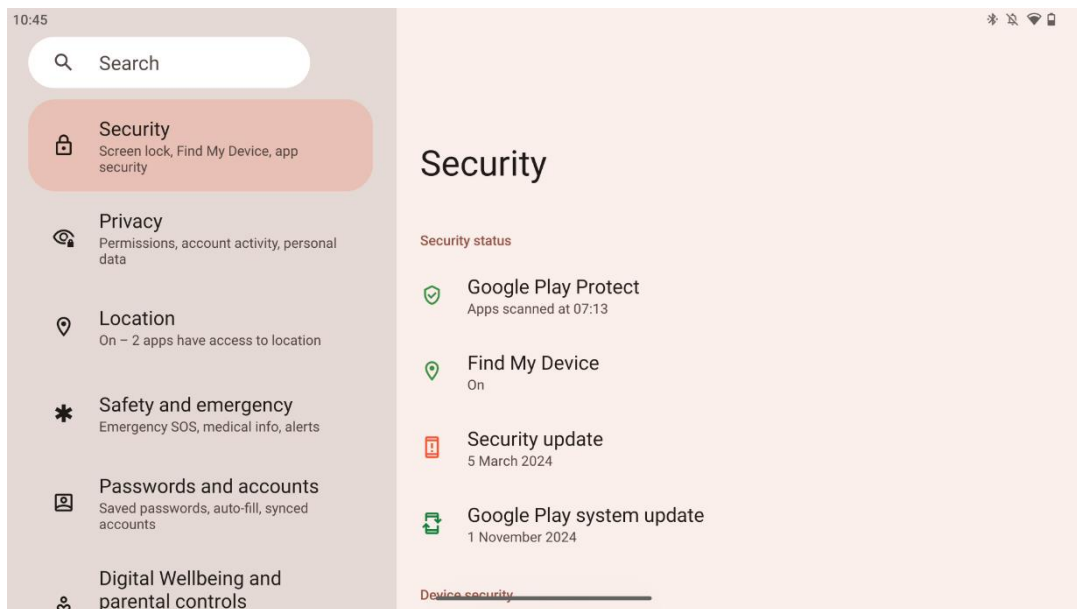 10:45
Search
Security
Screen lock, Find My Device, app
security
Privacy
Permissions, account activity, personal
data
Location
On – 2 apps have access to location
Safety and emergency
Emergency SOS, medical info, alerts
Passwords and accounts
Saved passwords, auto-fill, synced
accounts
Digital Wellbeing and
parental controls
Security
Security status
Google Play Protect
Apps scanned at 07:13
Find My Device
On
Security update
5 March 2024
Google Play system update
1 November 2024
Device security